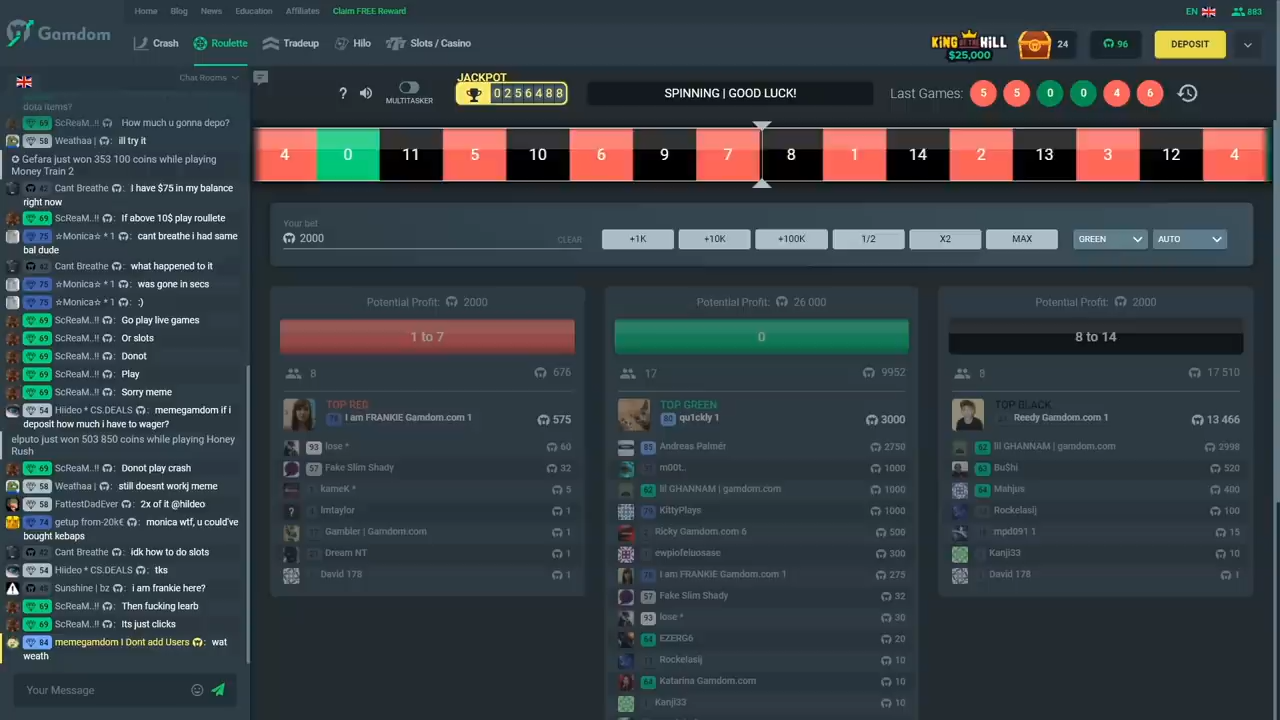 Home Blog News Education Affiliates Claim FREE Reward
EN 883
Gamdom
Crash Roulette Tradeup Hilo Slots / Casino
KING OF THE HILL
$25,000
24
96
DEPOSIT
Chat Rooms
dota items?
69 ScReaM..!! : How much u gonna depo?
58 Weathaa | : ill try it
Gefara just won 353 100 coins while playing
Money Train 2
42 Cant Breathe : I have $75 in my balance
right now
69 ScReaM..!! : If above 10$ play roullete
75 ☆Monica☆ * 1 : cant breathe i had same
bal dude
42 Cant Breathe : what happened to it
75 ☆Monica☆ * 1 : was gone in secs
75 ☆Monica☆ * 1 : :)
69 ScReaM..!! : Go play live games
69 ScReaM..!! : Or slots
69 ScReaM..!! : Donot
69 ScReaM..!! : Play
69 ScReaM..!! : Sorry meme
54 Hiideo * CS.DEALS : memegamdom if i
deposit how much i have to wager?
elputo just won 503 850 coins while playing Honey
Rush
69 ScReaM..!! : Donot play crash
58 Weathaa | : still doesnt workj meme
58 FattestDadEver : 2x of it @hildeo
74 getup from-20k€ : monica wtf, u could've
bought kebaps
42 Cant Breathe : idk how to do slots
54 Hiideo * CS.DEALS : tks
Sunshine | bz : i am frankie here?
69 ScReaM..!! : Then fucking learb
69 ScReaM..!! : Its just clicks
84 memegamdom I Dont add Users : wat
weath
Your Message
?
MULTITASKER
JACKPOT
0256488
SPINNING | GOOD LUCK!
Last Games: 5 5 0 0 4 6
4 0 11 5 10 6 9 7 8 1 14 2 13 3 12 4
Your bet
2000 CLEAR
+1K +10K +100K 1/2 X2 MAX GREEN AUTO
Potential Profit: 2000
1 to 7
8 676
TOP RED
I am FRANKIE Gamdom.com 1 575
93 lose * 60
57 Fake Slim Shady 32
kameK * 5
? lmtaylor 1
Gambler | Gamdom.com 1
Dream NT 1
David 178 1
Potential Profit: 26 000
0
17 9952
TOP GREEN
80 qu1ckly 1 3000
85 Andreas Palmér 2750
m00t.. 1000
62 lil GHANNAM | gamdom.com 1000
KittyPlays 1000
Ricky Gamdom.com 6 500
ewpiofeiuosasc 300
I am FRANKIE Gamdom.com 1 275
57 Fake Slim Shady 32
93 lose * 30
64 EZERG6 20
Rockelasij 10
64 Katarina Gamdom.com 10
Kanji33 10
Potential Profit: 2000
8 to 14
8 17 510
TOP BLACK
Reedy Gamdom.com 1 13 466
62 lil GHANNAM | gamdom.com 2998
63 Bu$hi 520
64 Mahjus 400
Rockelasij 100
mpd091 1 15
Kanji33 10
David 178 1